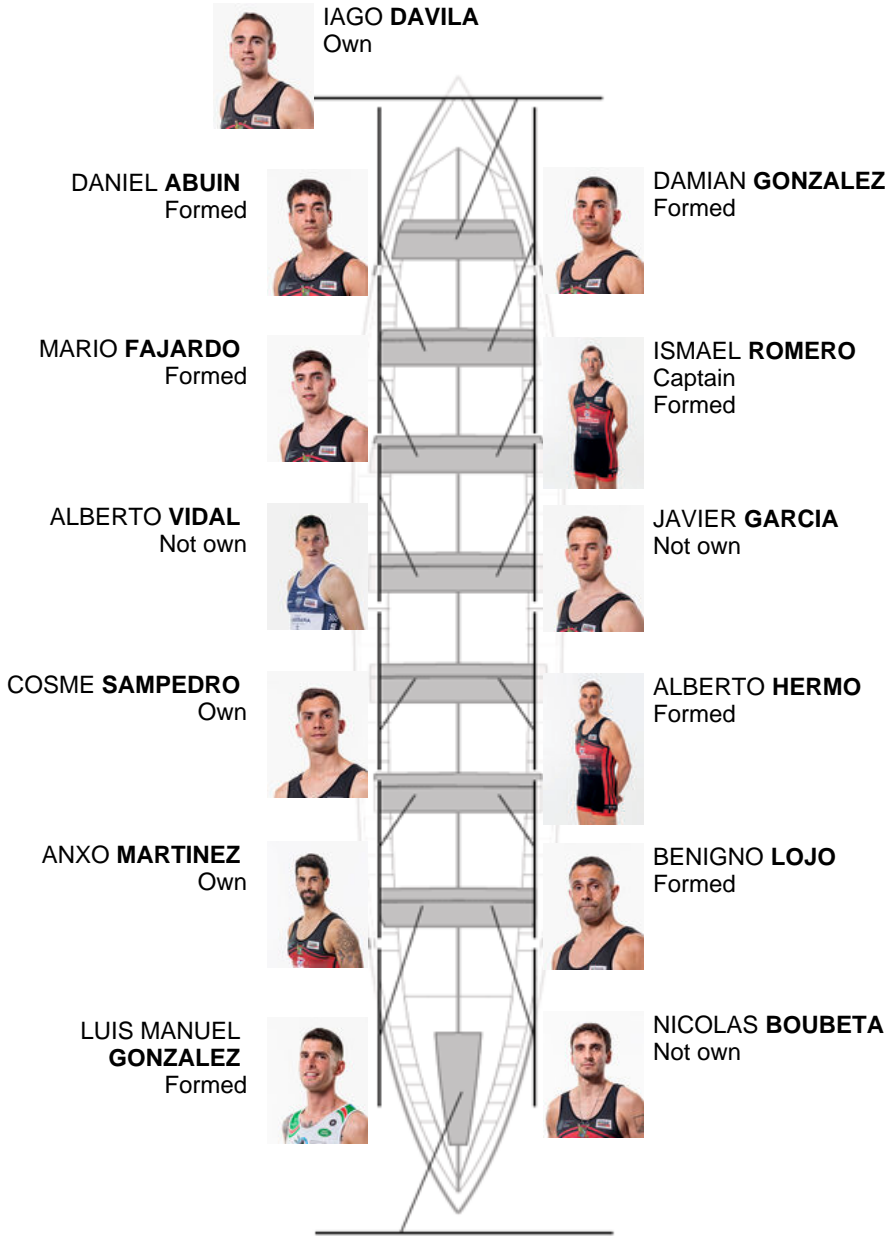 IAGO DAVILA
Own
DANIEL ABUIN
Formed
DAMIAN GONZALEZ
Formed
MARIO FAJARDO
Formed
ISMAEL ROMERO
Captain
Formed
ALBERTO VIDAL
Not own
JAVIER GARCIA
Not own
COSME SAMPEDRO
Own
ALBERTO HERMO
Formed
ANXO MARTINEZ
Own
BENIGNO LOJO
Formed
LUIS MANUEL
GONZALEZ
Formed
NICOLAS BOUBETA
Not own